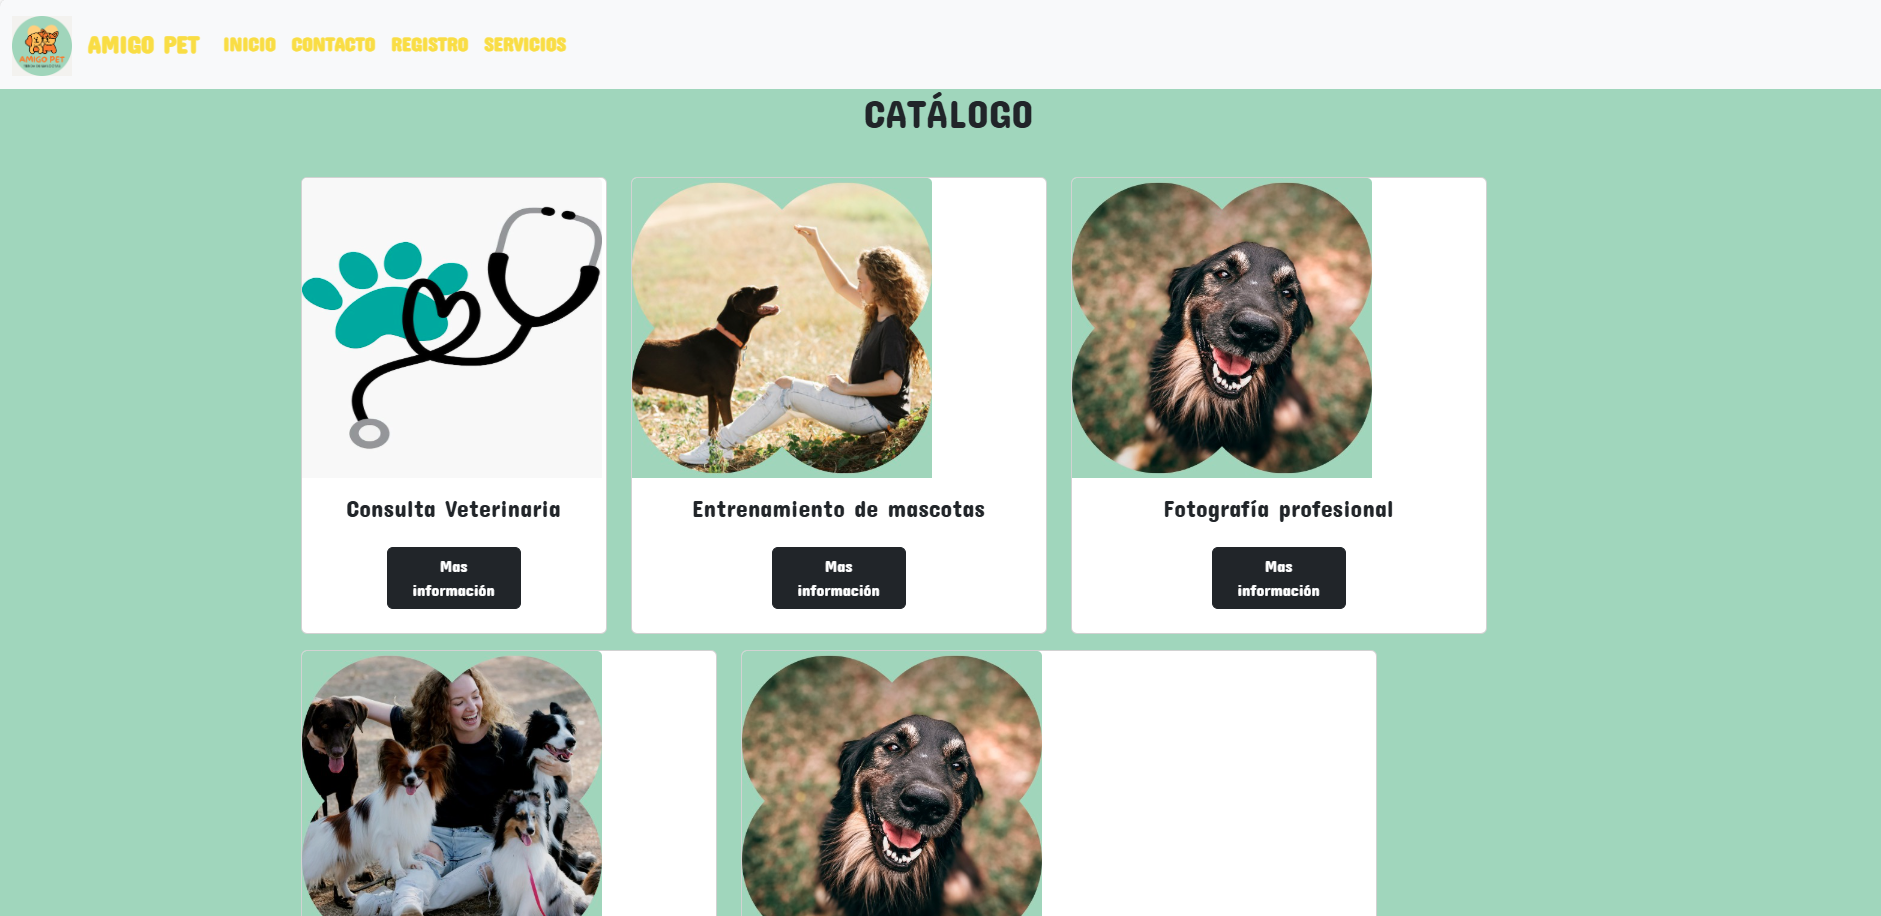 AMIGO PET
AMIGO PET INICIO CONTACTO REGISTRO SERVICIOS
CATÁLOGO
Consulta Veterinaria
Entrenamiento de mascotas
Fotografía profesional
Mas
información
Mas
información
Mas
información